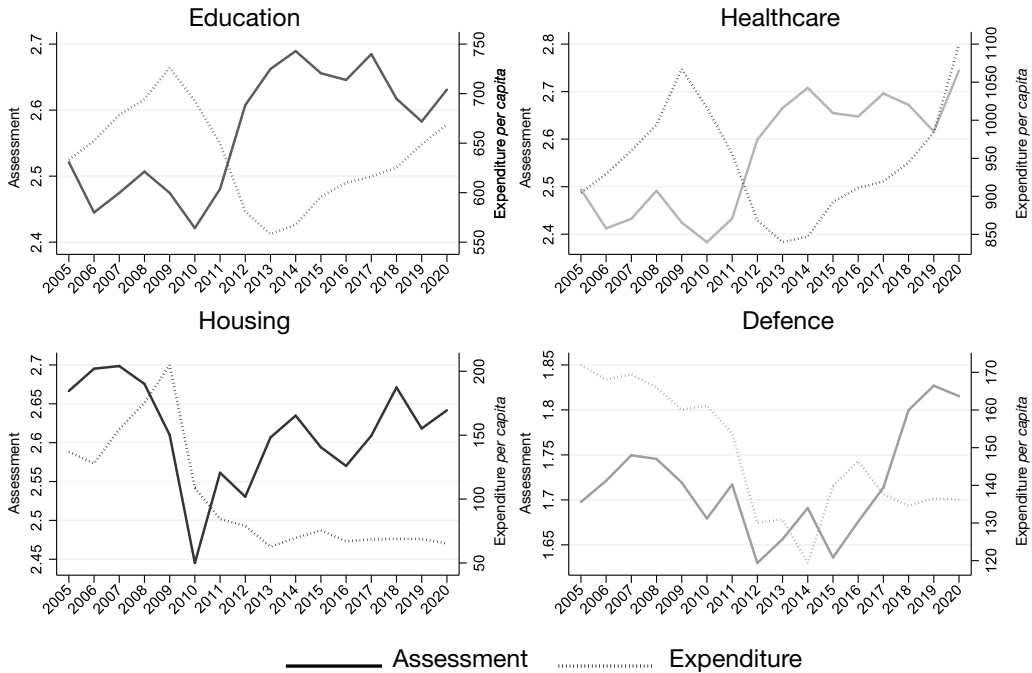 Education
Assessment
2.4 2.5 2.6 2.7
550 600 650 700 750
Expenditure per capita
2005 2006 2007 2008 2009 2010 2011 2012 2013 2014 2015 2016 2017 2018 2019 2020
Healthcare
Assessment
2.4 2.5 2.6 2.7 2.8
850 900 950 1000 1050 1100
Expenditure per capita
2005 2006 2007 2008 2009 2010 2011 2012 2013 2014 2015 2016 2017 2018 2019 2020
Housing
Assessment
2.45 2.5 2.55 2.6 2.65 2.7
50 100 150 200
Expenditure per capita
2005 2006 2007 2008 2009 2010 2011 2012 2013 2014 2015 2016 2017 2018 2019 2020
Defence
Assessment
1.65 1.7 1.75 1.8 1.85
120 130 140 150 160 170
Expenditure per capita
2005 2006 2007 2008 2009 2010 2011 2012 2013 2014 2015 2016 2017 2018 2019 2020
Assessment Expenditure